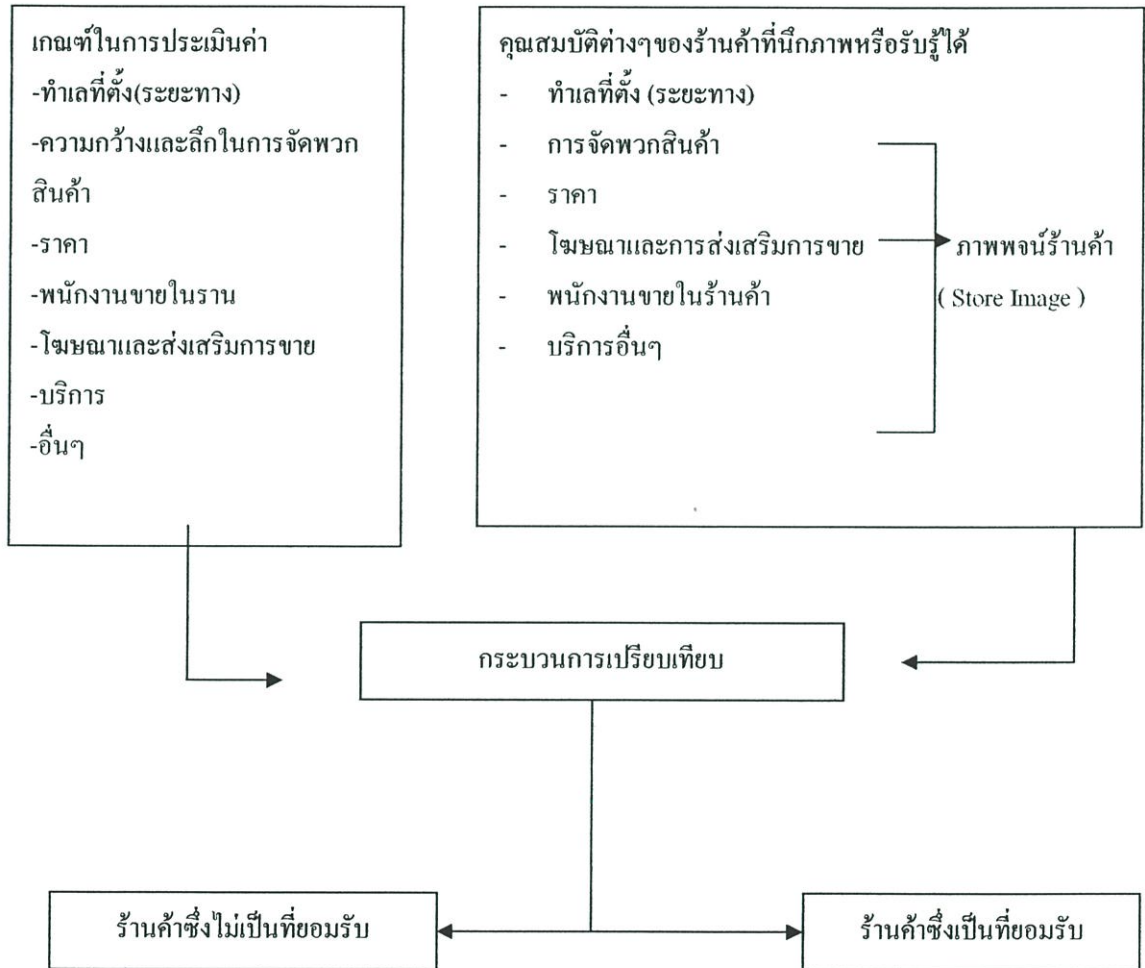 เกณฑ์ในการประเมินค่า
-ทำเลที่ตั้ง(ระยะทาง)
-ความกว้างและลึกในการจัดพวก
สินค้า
-ราคา
-พนักงานขายในราน
-โฆษณาและส่งเสริมการขาย
-บริการ
-อื่นๆ
คุณสมบัติต่างๆของร้านค้าที่นึกภาพหรือรับรู้ได้
- ทำเลที่ตั้ง (ระยะทาง)
- การจัดพวกสินค้า
- ราคา
- โฆษณาและการส่งเสริมการขาย
- พนักงานขายในร้านค้า
- บริการอื่นๆ
ภาพพจน์ร้านค้า
( Store Image )
กระบวนการเปรียบเทียบ
ร้านค้าซึ่งไม่เป็นที่ยอมรับ
ร้านค้าซึ่งเป็นที่ยอมรับ